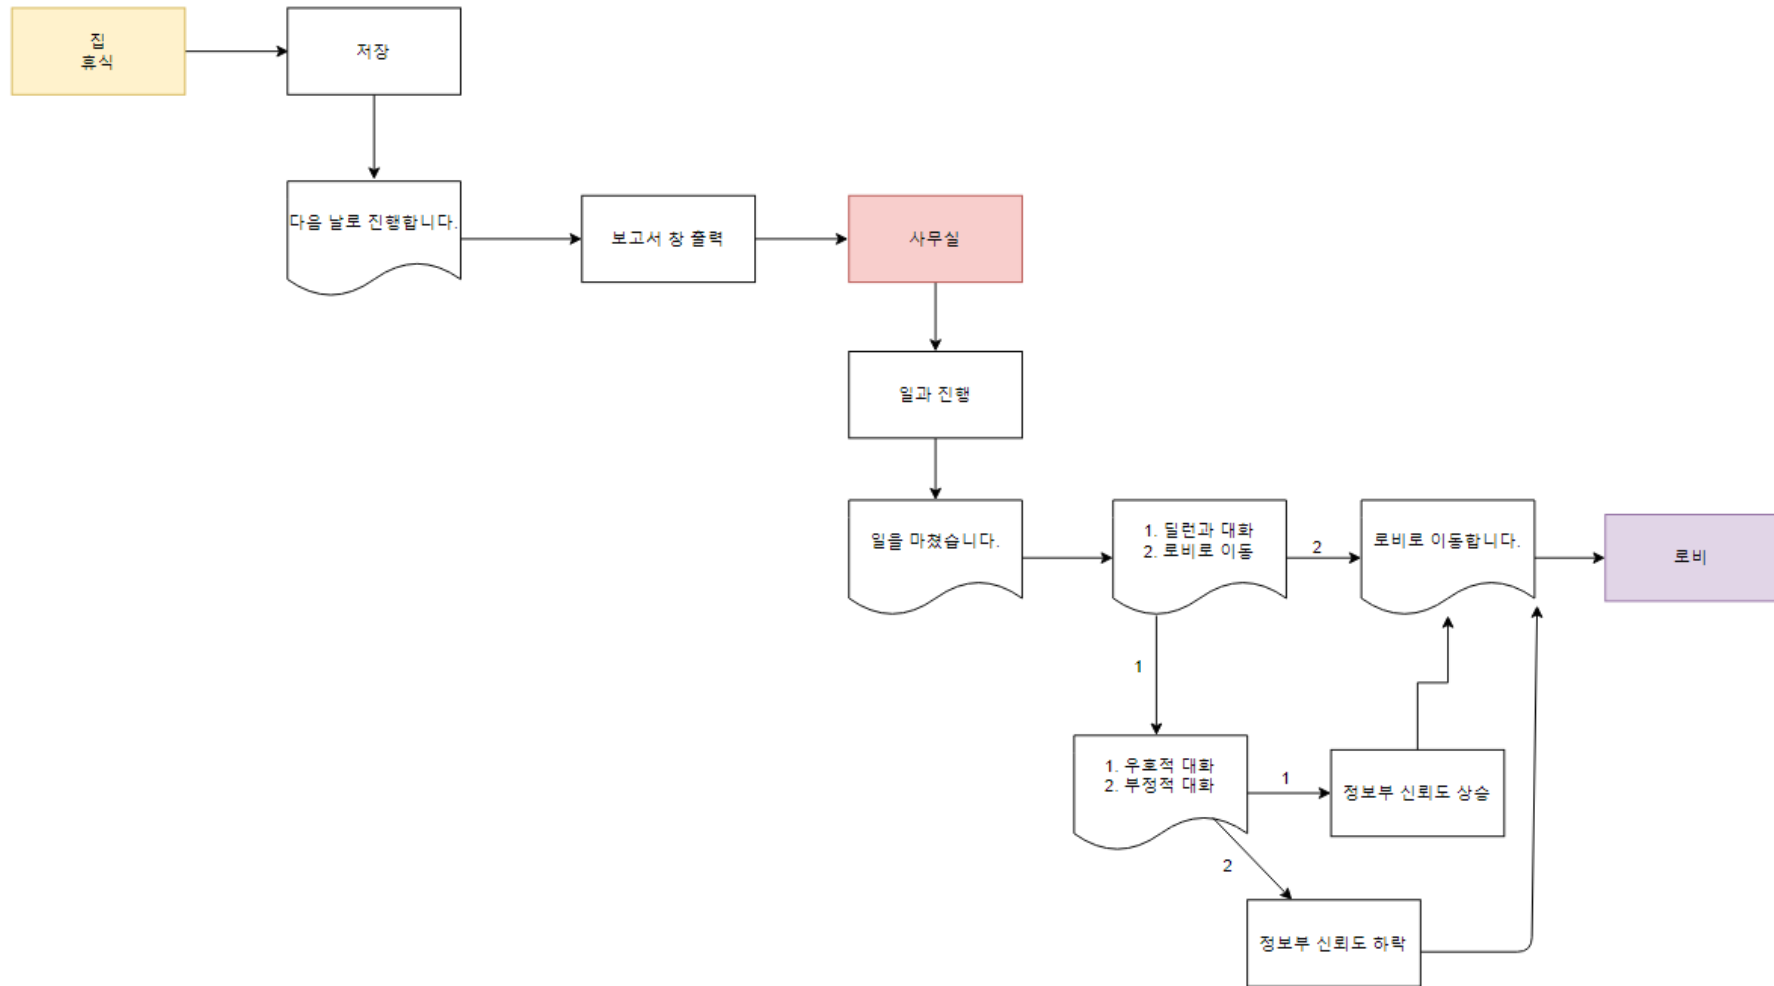 집
휴식
저장
다음 날로 진행합니다.
보고서 창 출력
사무실
일과 진행
일을 마쳤습니다.
1. 딜런과 대화
2. 로비로 이동
2
로비로 이동합니다.
로비
1
1. 우호적 대화
2. 부정적 대화
1
정보부 신뢰도 상승
2
정보부 신뢰도 하락